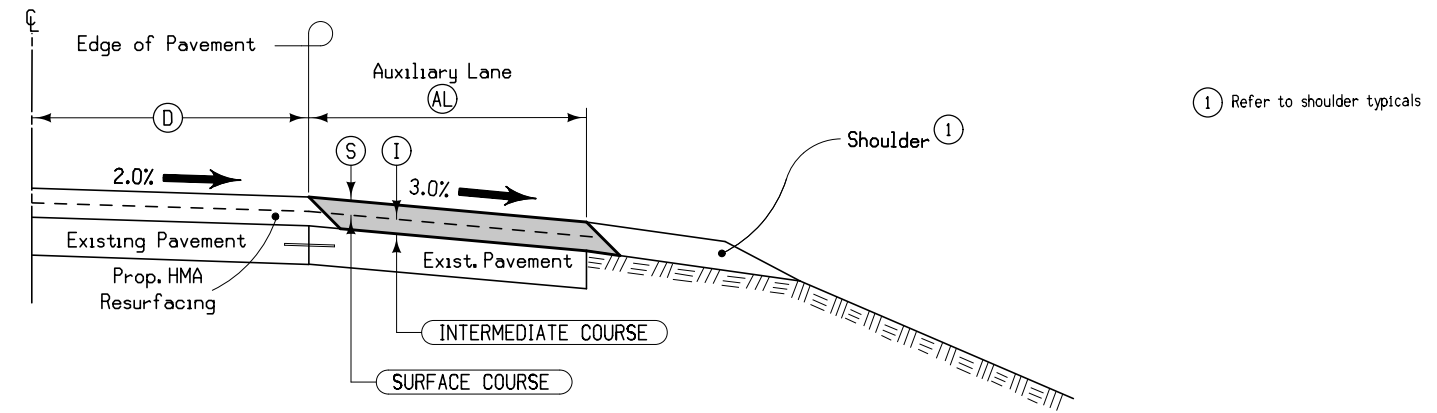 ℄
Edge of Pavement
Auxiliary Lane
AL
D
1 Refer to shoulder typicals
Shoulder 1
S I
2.0%
3.0%
Existing Pavement
Exist. Pavement
Prop. HMA
Resurfacing
INTERMEDIATE COURSE
SURFACE COURSE